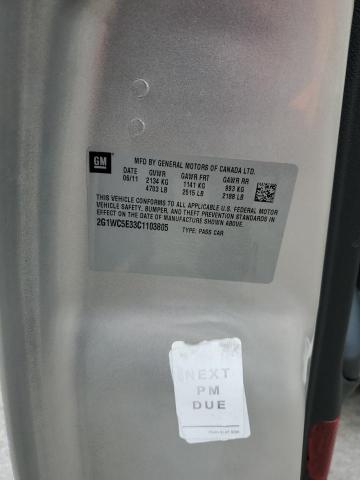 GM
MFD BY GENERAL MOTORS OF CANADA LTD.
DATE GVWR GAWR FRT GAWR RR
06/11 2134 KG 1141 KG 993 KG
4703 LB 2515 LB 2188 LB
THIS VEHICLE CONFORMS TO ALL APPLICABLE U.S. FEDERAL MOTOR
VEHICLE SAFETY, BUMPER, AND THEFT PREVENTION STANDARDS
IN EFFECT ON THE DATE OF MANUFACTURE SHOWN ABOVE.
2G1WC5E33C1103805 TYPE: PASS CAR
NEXT
PM
DUE